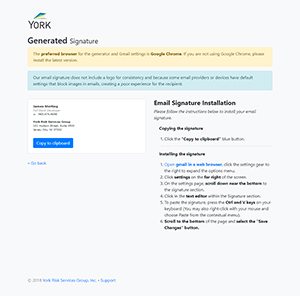 YORK
Generated Signature
The preferred browser for the generator and Gmail settings is Google Chrome. If you are not using Google Chrome, please
install the latest version.
Our email signature does not include a logo for consistency and because some email providers or devices have default
settings that block images in emails, creating a poor experience for the recipient.
York Risk Services Group
Copy to clipboard
< Go back
Email Signature Installation
Please follow the instructions below to install your email
signature.
Copying the signature
1. Click the "Copy to clipboard" blue button.
Installing the signature
1. Open gmail in a web browser, click the settings gear to
the right to expand the options menu.
2. Click settings on the far right of the screen.
3. On the settings page, scroll down near the bottom to
the signature section.
4. Click in the text editor within the Signature section.
5. To paste the signature, press the Ctrl and V keys on your
keyboard (You may also right-click with your mouse and
choose Paste from the contextual menu).
6. Scroll to the bottom of the page and select the "Save
Changes" button.
© 2018 York Risk Services Group, Inc. • Support